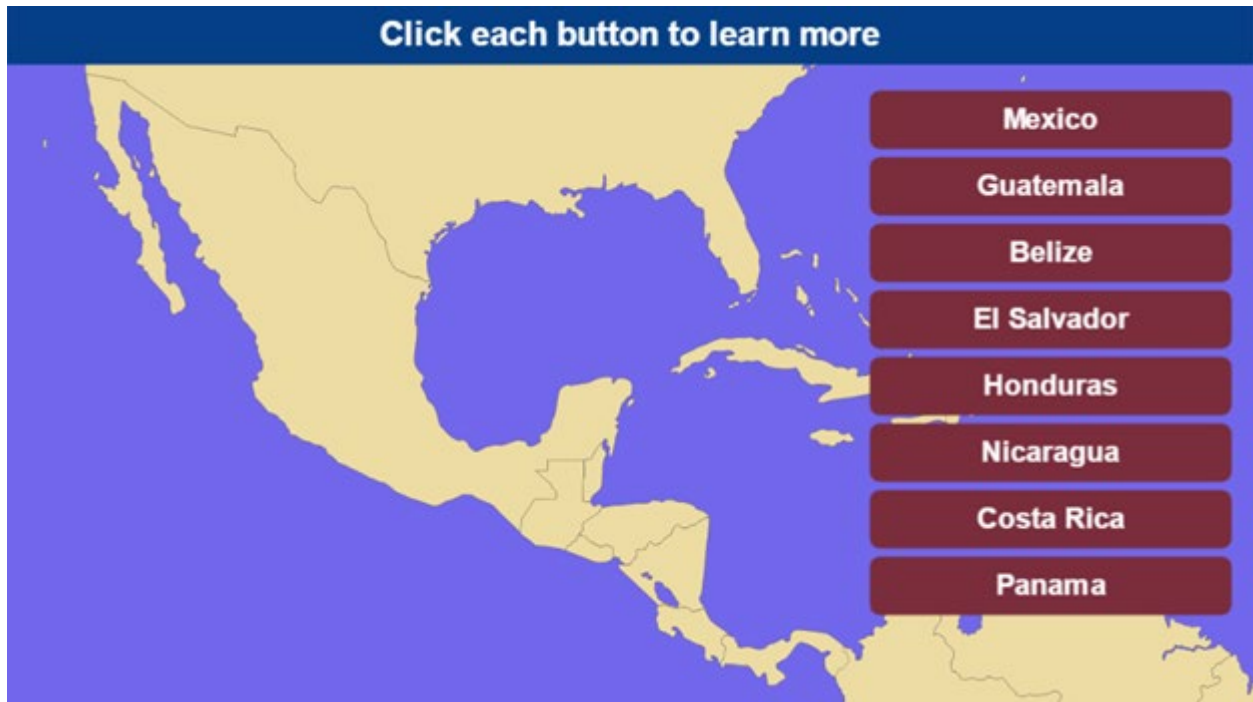 Click each button to learn more
Mexico
Guatemala
Belize
El Salvador
Honduras
Nicaragua
Costa Rica
Panama